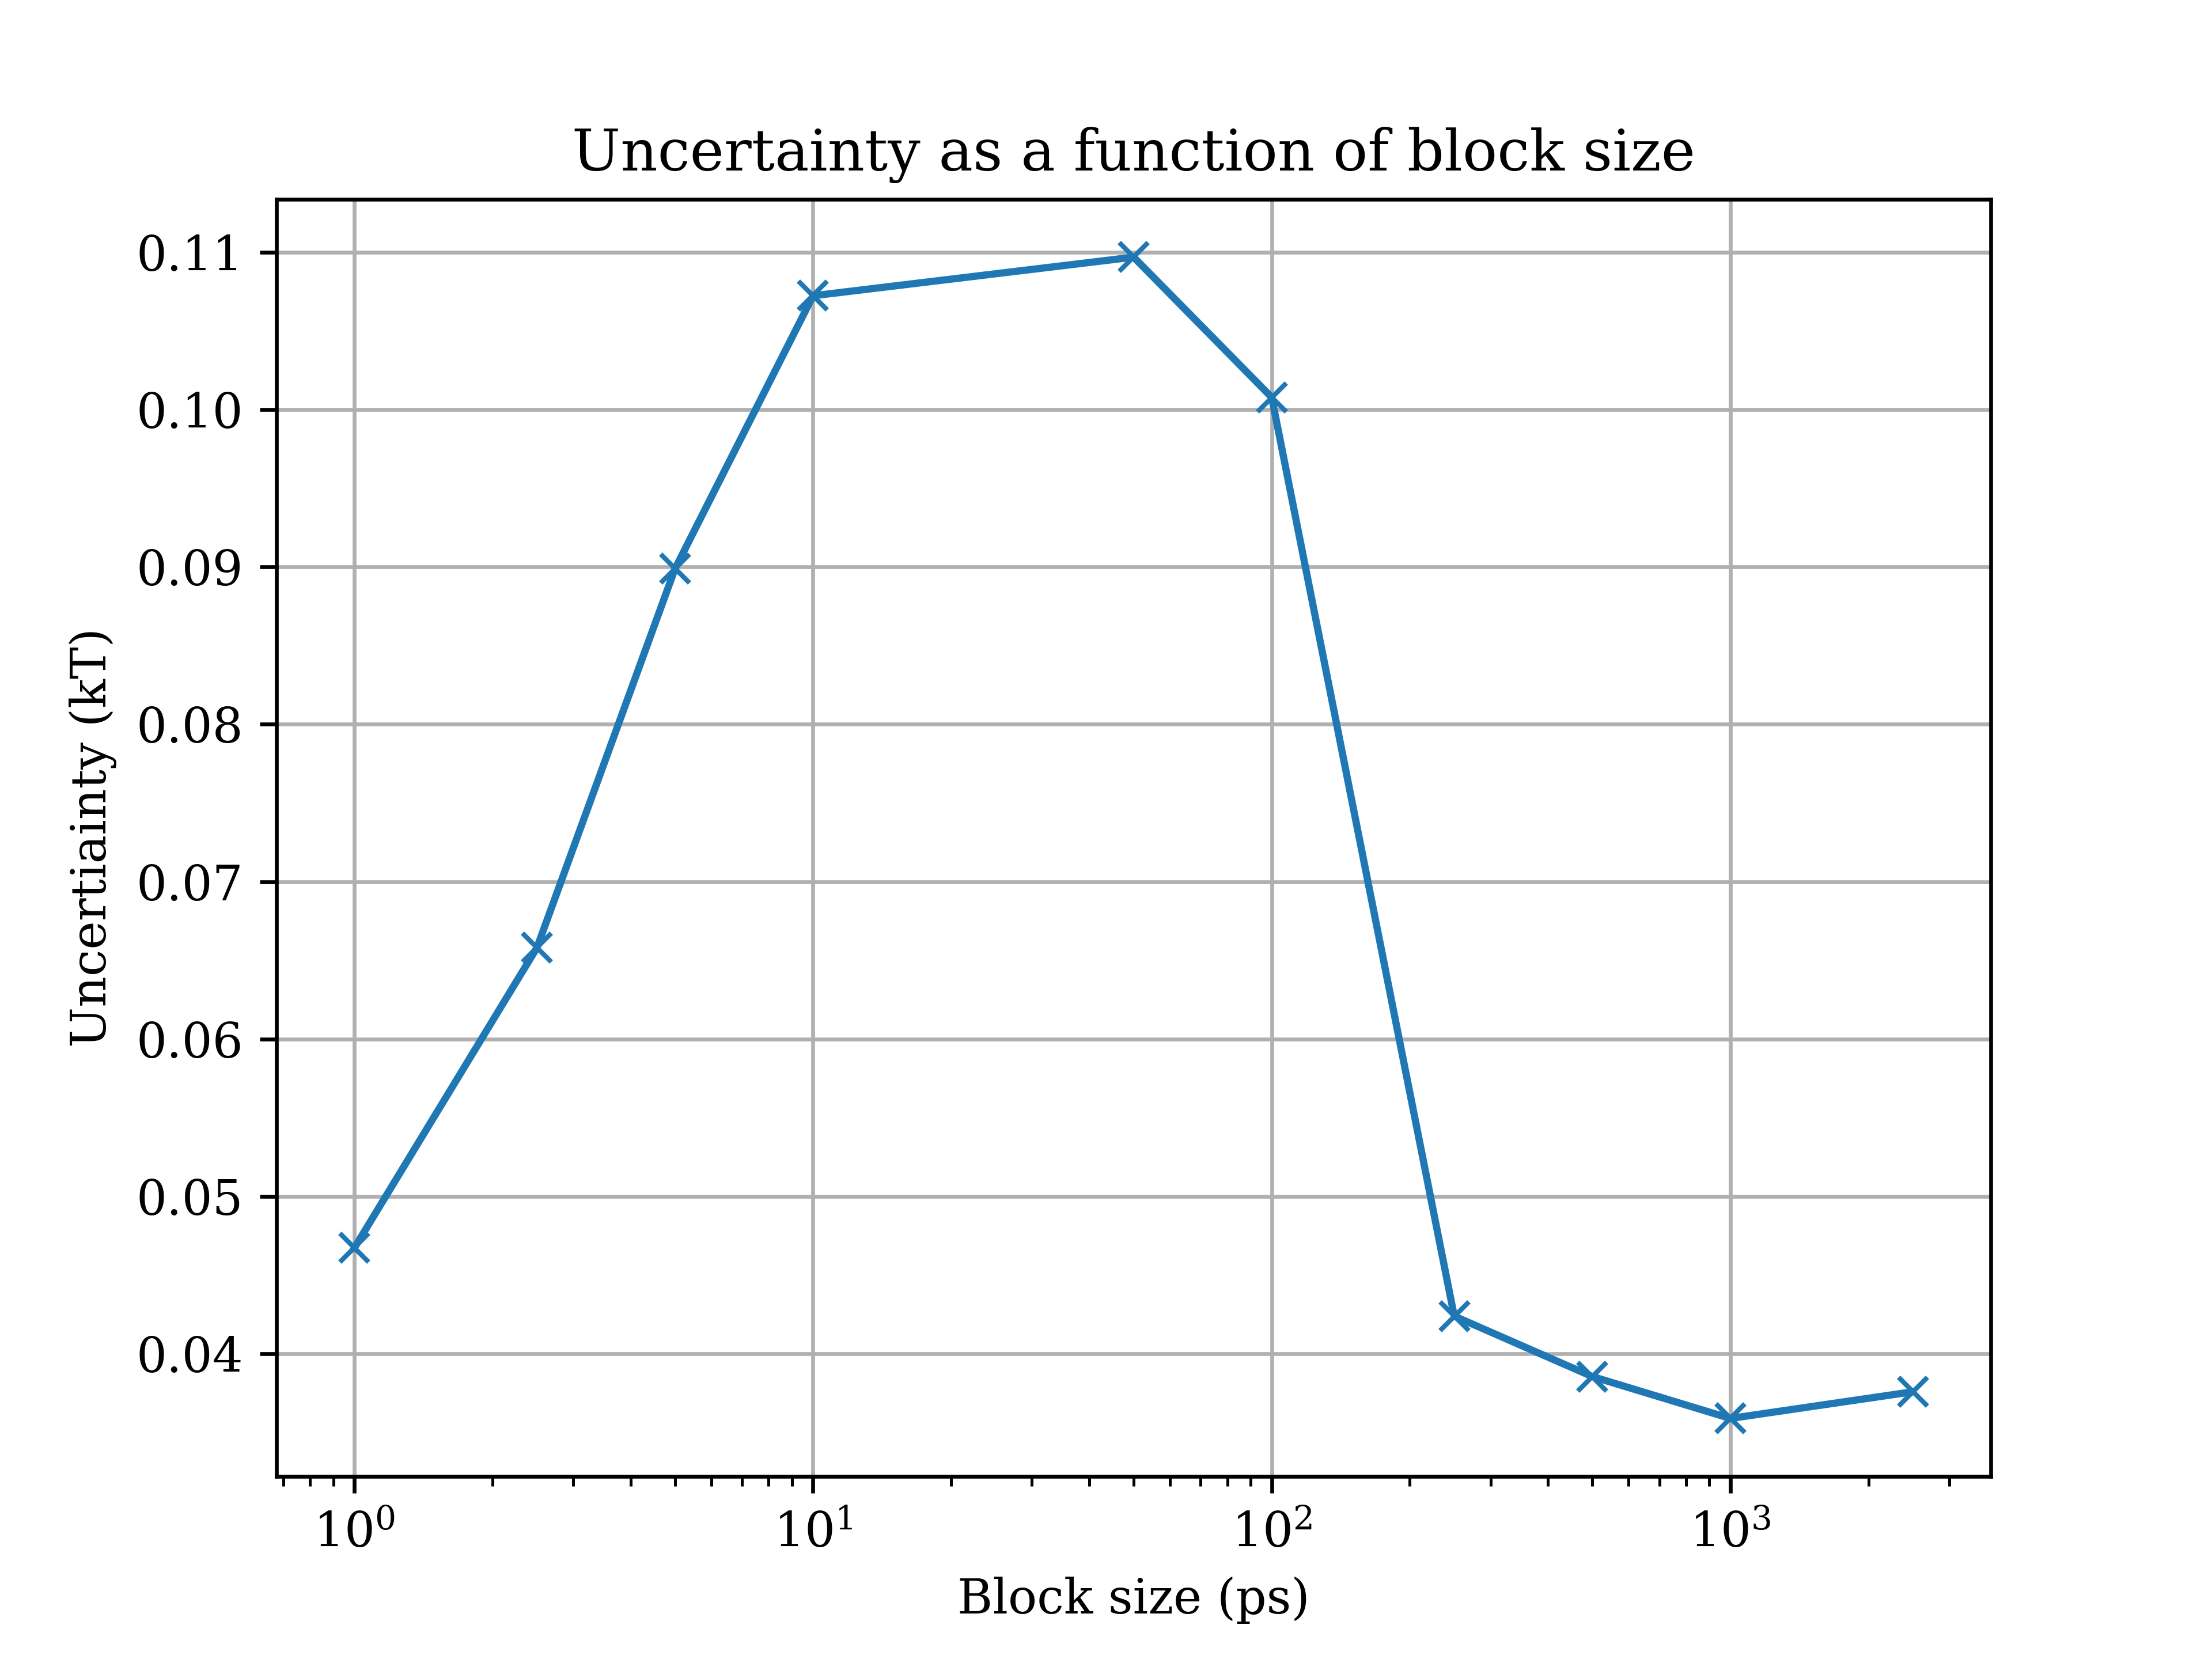 Uncertainty as a function of block size
0.11
0.10
0.09
0.08
0.07
0.06
0.05
0.04
Uncertiainty (kT)
10⁰ 10¹ 10² 10³
Block size (ps)